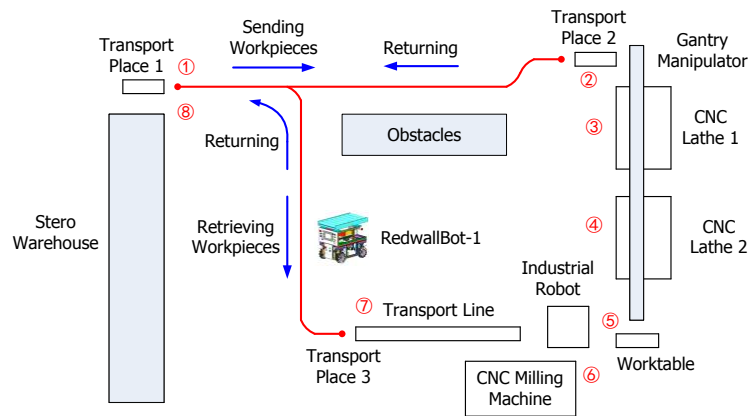 Sending
Workpieces
Returning
Transport
Place 1
①
Transport
Place 2
②
Gantry
Manipulator
⑧
③
CNC
Lathe 1
Obstacles
Returning
Stero
Warehouse
Retrieving
Workpieces
RedwallBot-1
④
CNC
Lathe 2
Industrial
Robot
⑦
Transport Line
⑤
Transport
Place 3
Worktable
CNC Milling
Machine
⑥